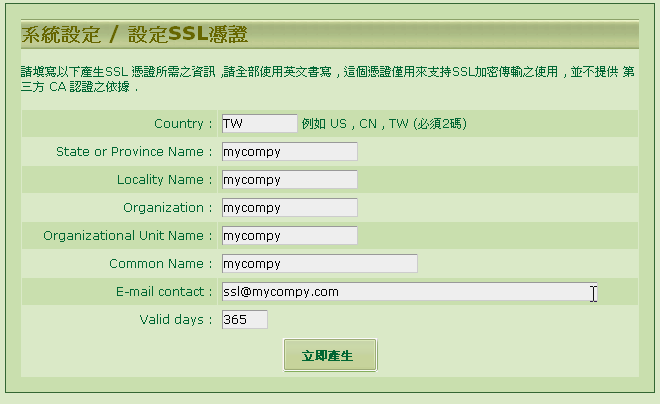 系統設定 / 設定SSL憑證
請填寫以下產生SSL 憑證所需之資訊 ,請全部使用英文書寫 , 這個憑證僅用來支持SSL加密傳輸之使用 , 並不提供 第
三方 CA 認證之依據 .
Country : TW 例如 US , CN , TW (必須2碼)
State or Province Name : mycompy
Locality Name : mycompy
Organization : mycompy
Organizational Unit Name : mycompy
Common Name : mycompy
E-mail contact : ssl@mycompy.com
Valid days : 365
立即產生